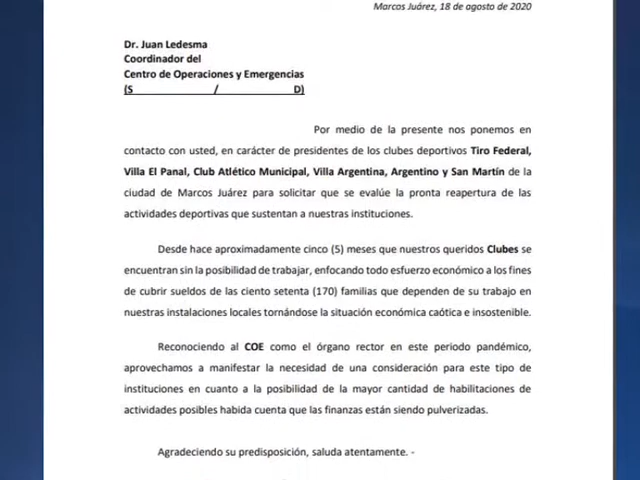 Marcos Juárez, 18 de agosto de 2020
Dr. Juan Ledesma
Coordinador del
Centro de Operaciones y Emergencias
(S / D)
Por medio de la presente nos ponemos en
contacto con usted, en carácter de presidentes de los clubes deportivos Tiro Federal,
Villa El Panal, Club Atlético Municipal, Villa Argentina, Argentino y San Martín de la
ciudad de Marcos Juárez para solicitar que se evalúe la pronta reapertura de las
actividades deportivas que sustentan a nuestras instituciones.
Desde hace aproximadamente cinco (5) meses que nuestros queridos Clubes se
encuentran sin la posibilidad de trabajar, enfocando todo esfuerzo económico a los fines
de cubrir sueldos de las ciento setenta (170) familias que dependen de su trabajo en
nuestras instalaciones locales tornándose la situación económica caótica e insostenible.
Reconociendo al COE como el órgano rector en este periodo pandémico,
aprovechamos a manifestar la necesidad de una consideración para este tipo de
instituciones en cuanto a la posibilidad de la mayor cantidad de habilitaciones de
actividades posibles habida cuenta que las finanzas están siendo pulverizadas.
Agradeciendo su predisposición, saluda atentamente. -